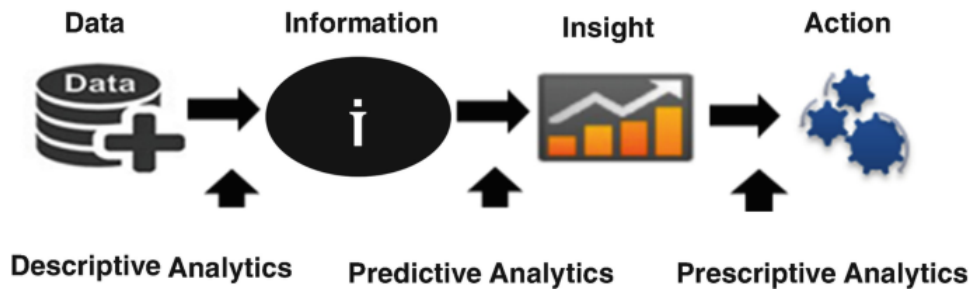 Data
Information
Insight
Action
Data
i
Descriptive Analytics
Predictive Analytics
Prescriptive Analytics